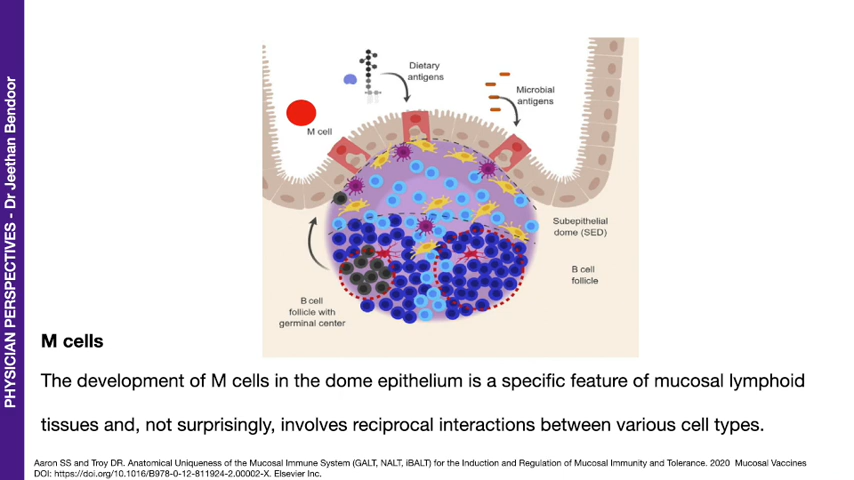 PHYSICIAN PERSPECTIVES - Dr Jeethan Bendoor
Dietary
antigens
Microbial
antigens
M cell
Subepithelial
dome (SED)
B cell
follicle
B cell
follicle with
germinal center
M cells
The development of M cells in the dome epithelium is a specific feature of mucosal lymphoid
tissues and, not surprisingly, involves reciprocal interactions between various cell types.
Aaron SS and Troy DR. Anatomical Uniqueness of the Mucosal Immune System (GALT, NALT, iBALT) for the Induction and Regulation of Mucosal Immunity and Tolerance. 2020 Mucosal Vaccines
DOI: https://doi.org/10.1016/B978-0-12-811924-2.00002-X. Elsevier Inc.